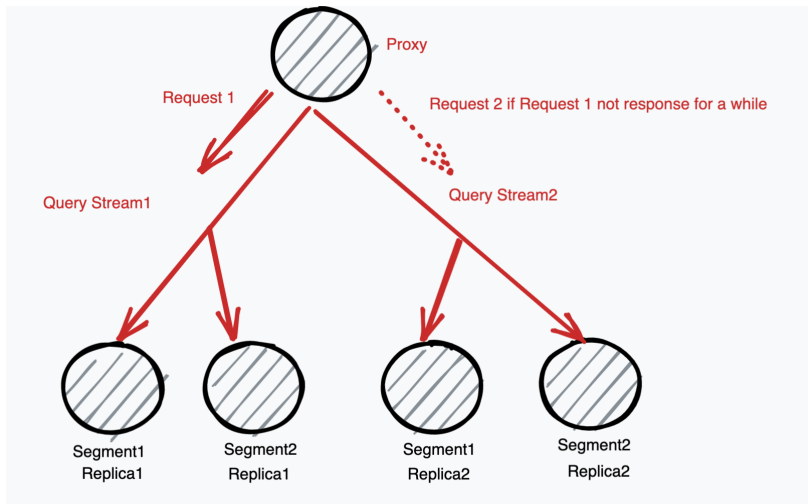 Proxy
Request 1
Request 2 if Request 1 not response for a while
Query Stream1
Query Stream2
Segment1
Replica1
Segment2
Replica1
Segment1
Replica2
Segment2
Replica2